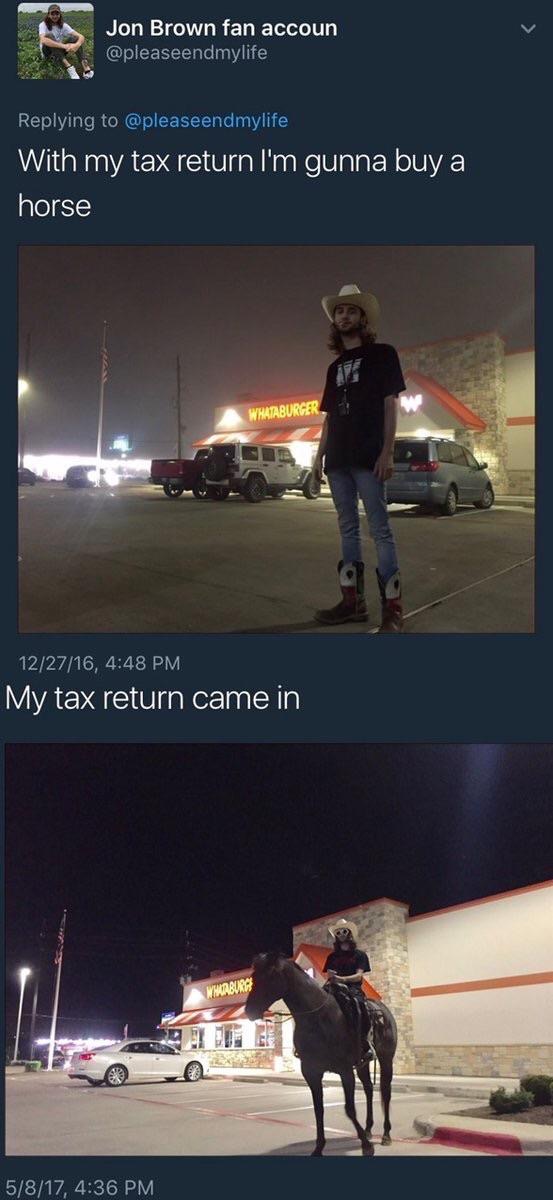 Jon Brown fan accoun
@pleaseendmylife
Replying to @pleaseendmylife
With my tax return I'm gunna buy a
horse
WHATABURGER
W
12/27/16, 4:48 PM
My tax return came in
WHATABURGER
5/8/17, 4:36 PM